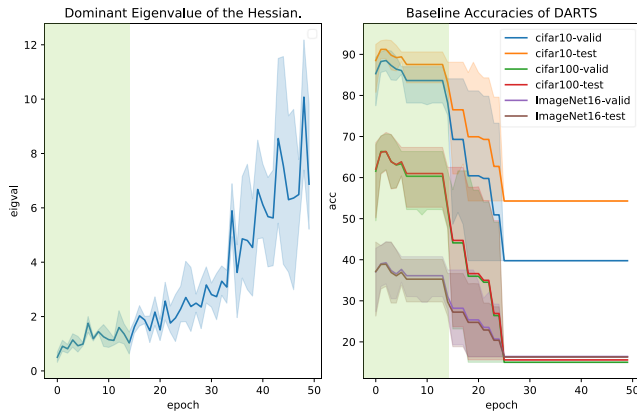 Dominant Eigenvalue of the Hessian.
12
10
8
6
4
2
0
eigval
0 10 20 30 40 50
epoch
Baseline Accuracies of DARTS
cifar10-valid
cifar10-test
cifar100-valid
cifar100-test
ImageNet16-valid
ImageNet16-test
90
80
70
60
50
40
30
20
acc
0 10 20 30 40 50
epoch